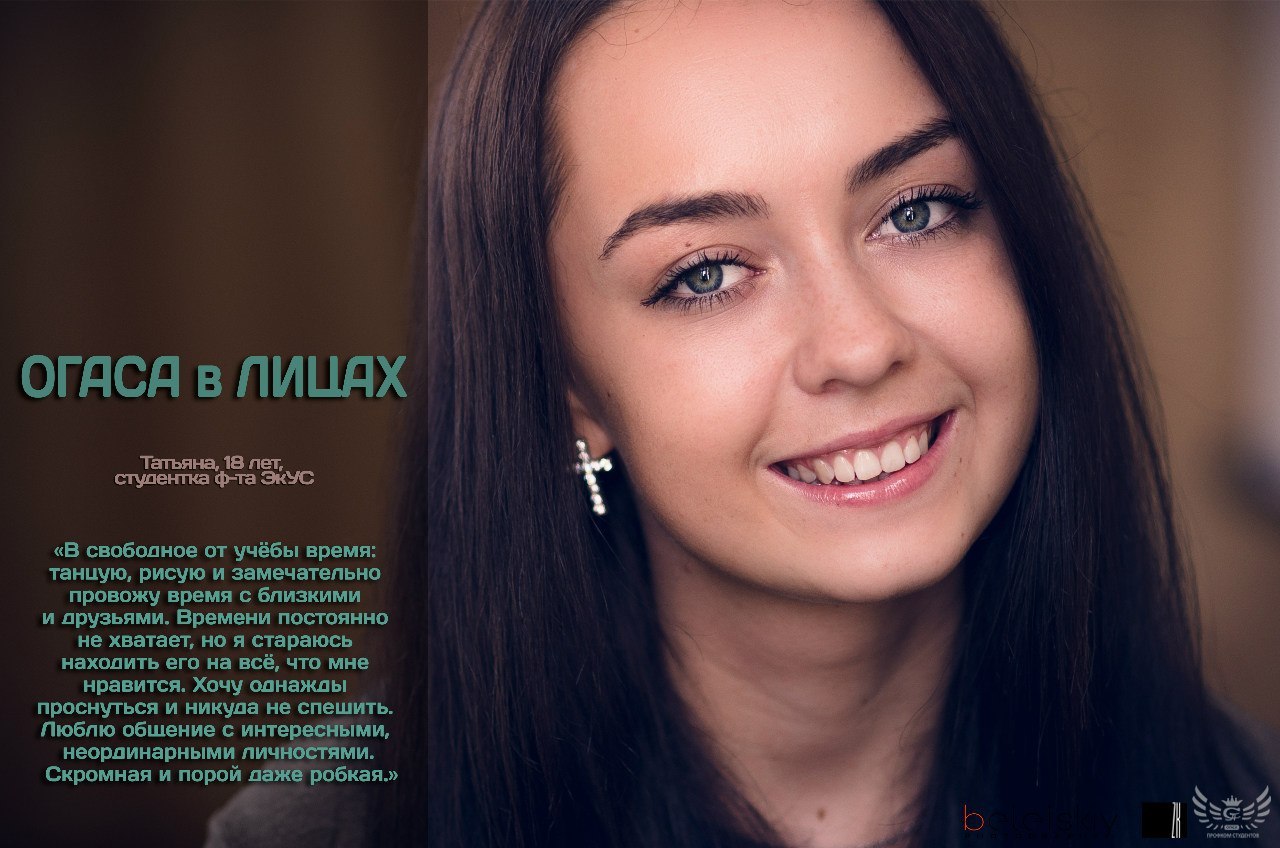 ОГАСА в ЛИЦАХ
Татьяна, 18 лет,
студентка ф-та ЭкУС
«В свободное от учёбы время:
танцую, рисую и замечательно
провожу время с близкими
и друзьями. Времени постоянно
не хватает, но я стараюсь
находить его на всё, что мне
нравится. Хочу однажды
проснуться и никуда не спешить.
Люблю общение с интересными,
неординарными личностями.
Скромная и порой даже робкая.»
ПРОФКОМ СТУДЕНТОВ